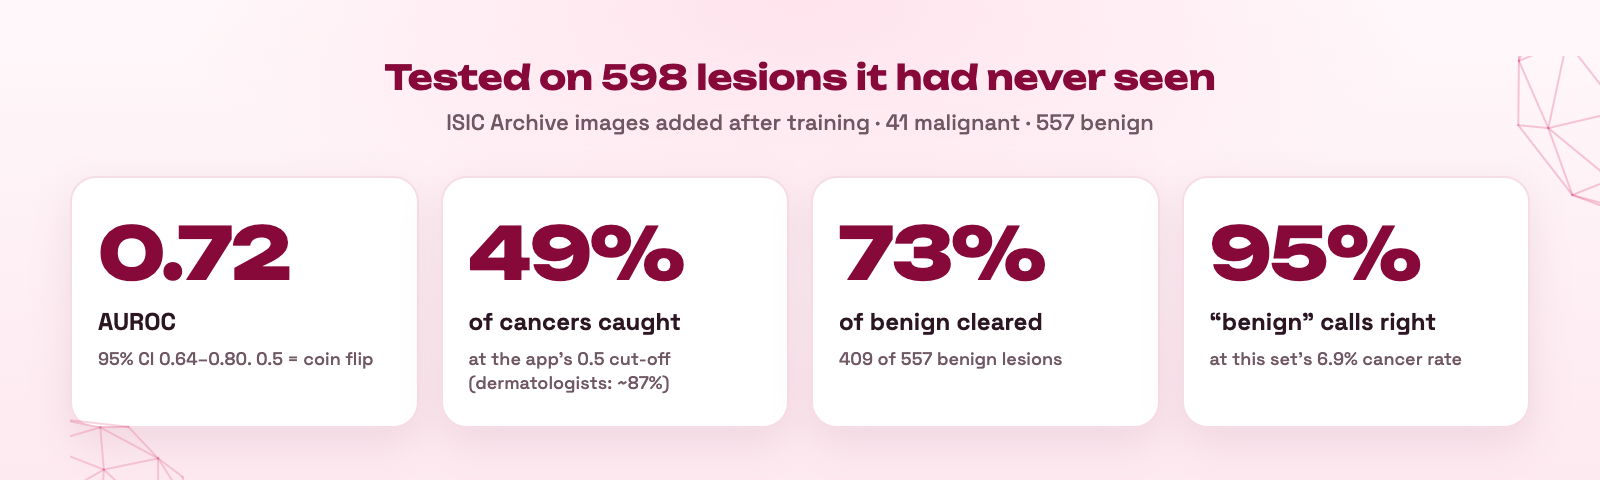 Tested on 598 lesions it had never seen
ISIC Archive images added after training · 41 malignant · 557 benign
0.72
AUROC
95% CI 0.64–0.80. 0.5 = coin flip
49%
of cancers caught
at the app’s 0.5 cut-off
(dermatologists: ~87%)
73%
of benign cleared
409 of 557 benign lesions
95%
“benign” calls right
at this set’s 6.9% cancer rate